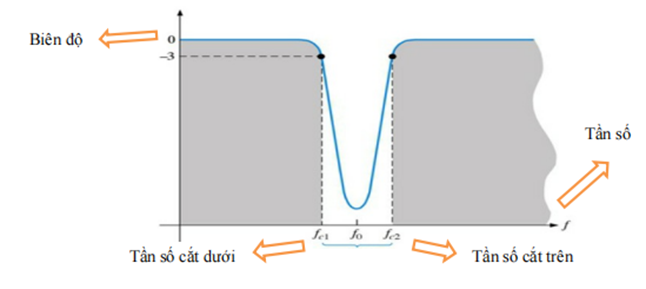 Biên độ
0
−3
Tần số
f
fc1 f0 fc2
Tần số cắt dưới
Tần số cắt trên